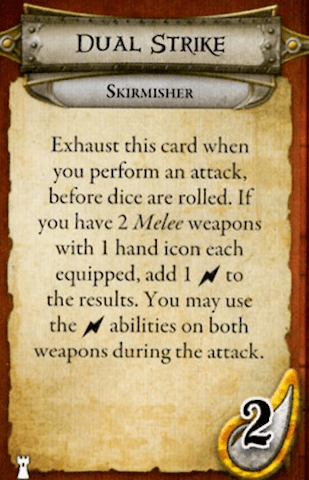 DUAL STRIKE
SKIRMISHER
Exhaust this card when
you perform an attack,
before dice are rolled. If
you have 2 Melee weapons
with 1 hand icon each
equipped, add 1 to
the results. You may use
the abilities on both
weapons during the attack.
2